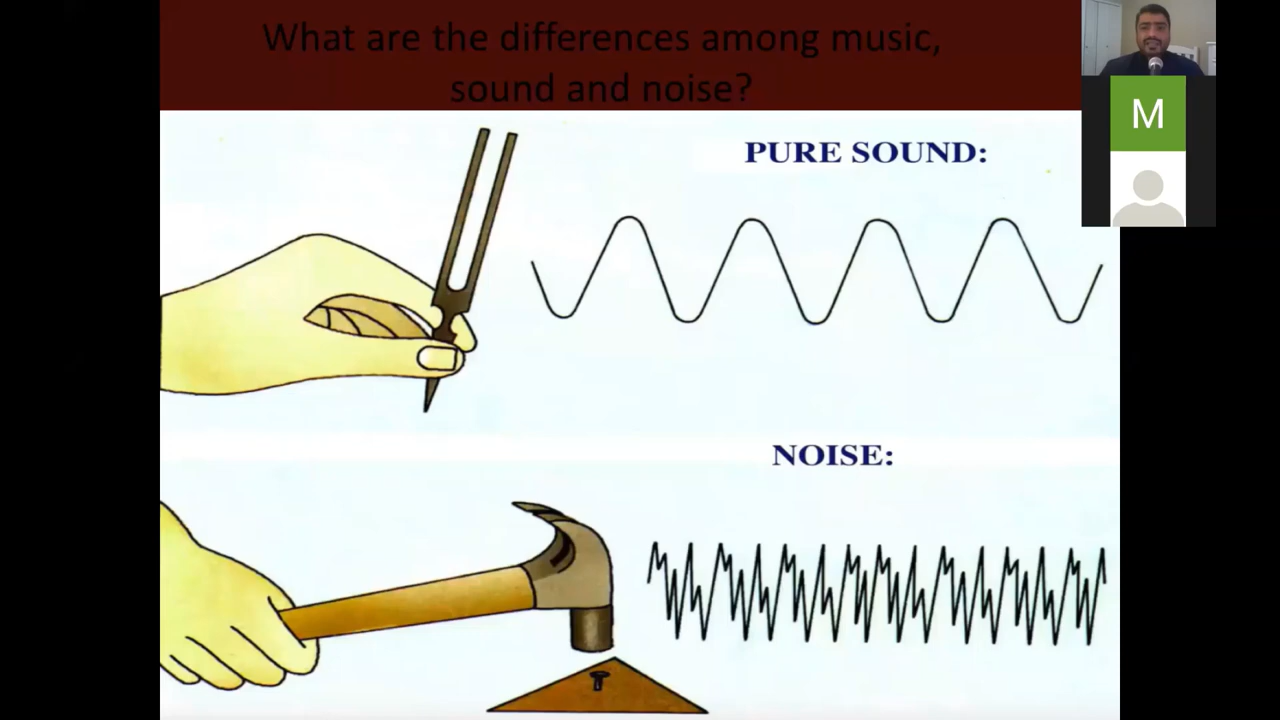 What are the differences among music,
sound and noise?
M
PURE SOUND:
NOISE: